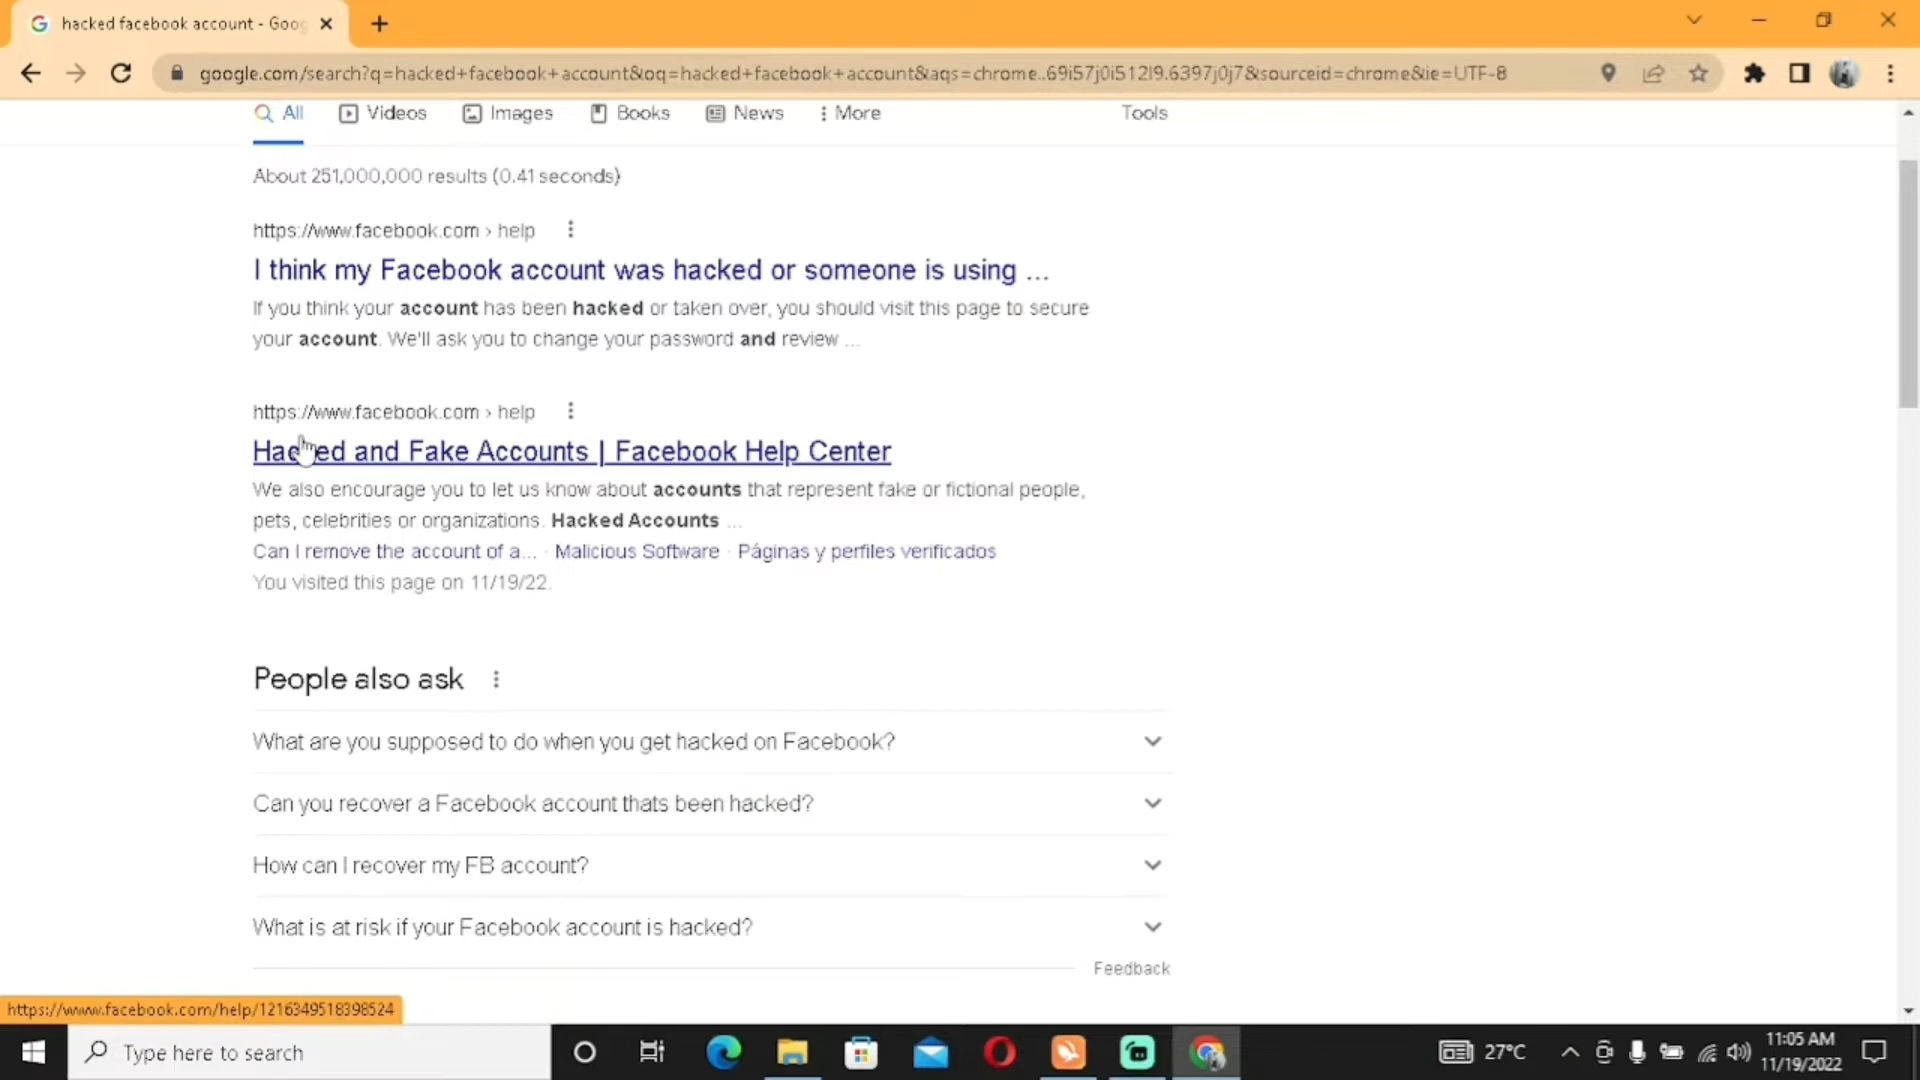 hacked facebook account - Goog
google.com/search?q=hacked+facebook+account&oq=hacked+facebook+account&aqs=chrome..69i57j0i512l9.6397j0j7&sourceid=chrome&ie=UTF-8
All Videos Images Books News More Tools
About 251,000,000 results (0.41 seconds)
https://www.facebook.com › help
I think my Facebook account was hacked or someone is using ...
If you think your account has been hacked or taken over, you should visit this page to secure
your account. We'll ask you to change your password and review ...
https://www.facebook.com › help
Hacked and Fake Accounts | Facebook Help Center
We also encourage you to let us know about accounts that represent fake or fictional people,
pets, celebrities or organizations. Hacked Accounts ...
Can I remove the account of a... · Malicious Software · Páginas y perfiles verificados
You visited this page on 11/19/22.
People also ask
What are you supposed to do when you get hacked on Facebook?
Can you recover a Facebook account thats been hacked?
How can I recover my FB account?
What is at risk if your Facebook account is hacked?
Feedback
https://www.facebook.com/help/1216349518398524
Type here to search
27°C
11:05 AM
11/19/2022